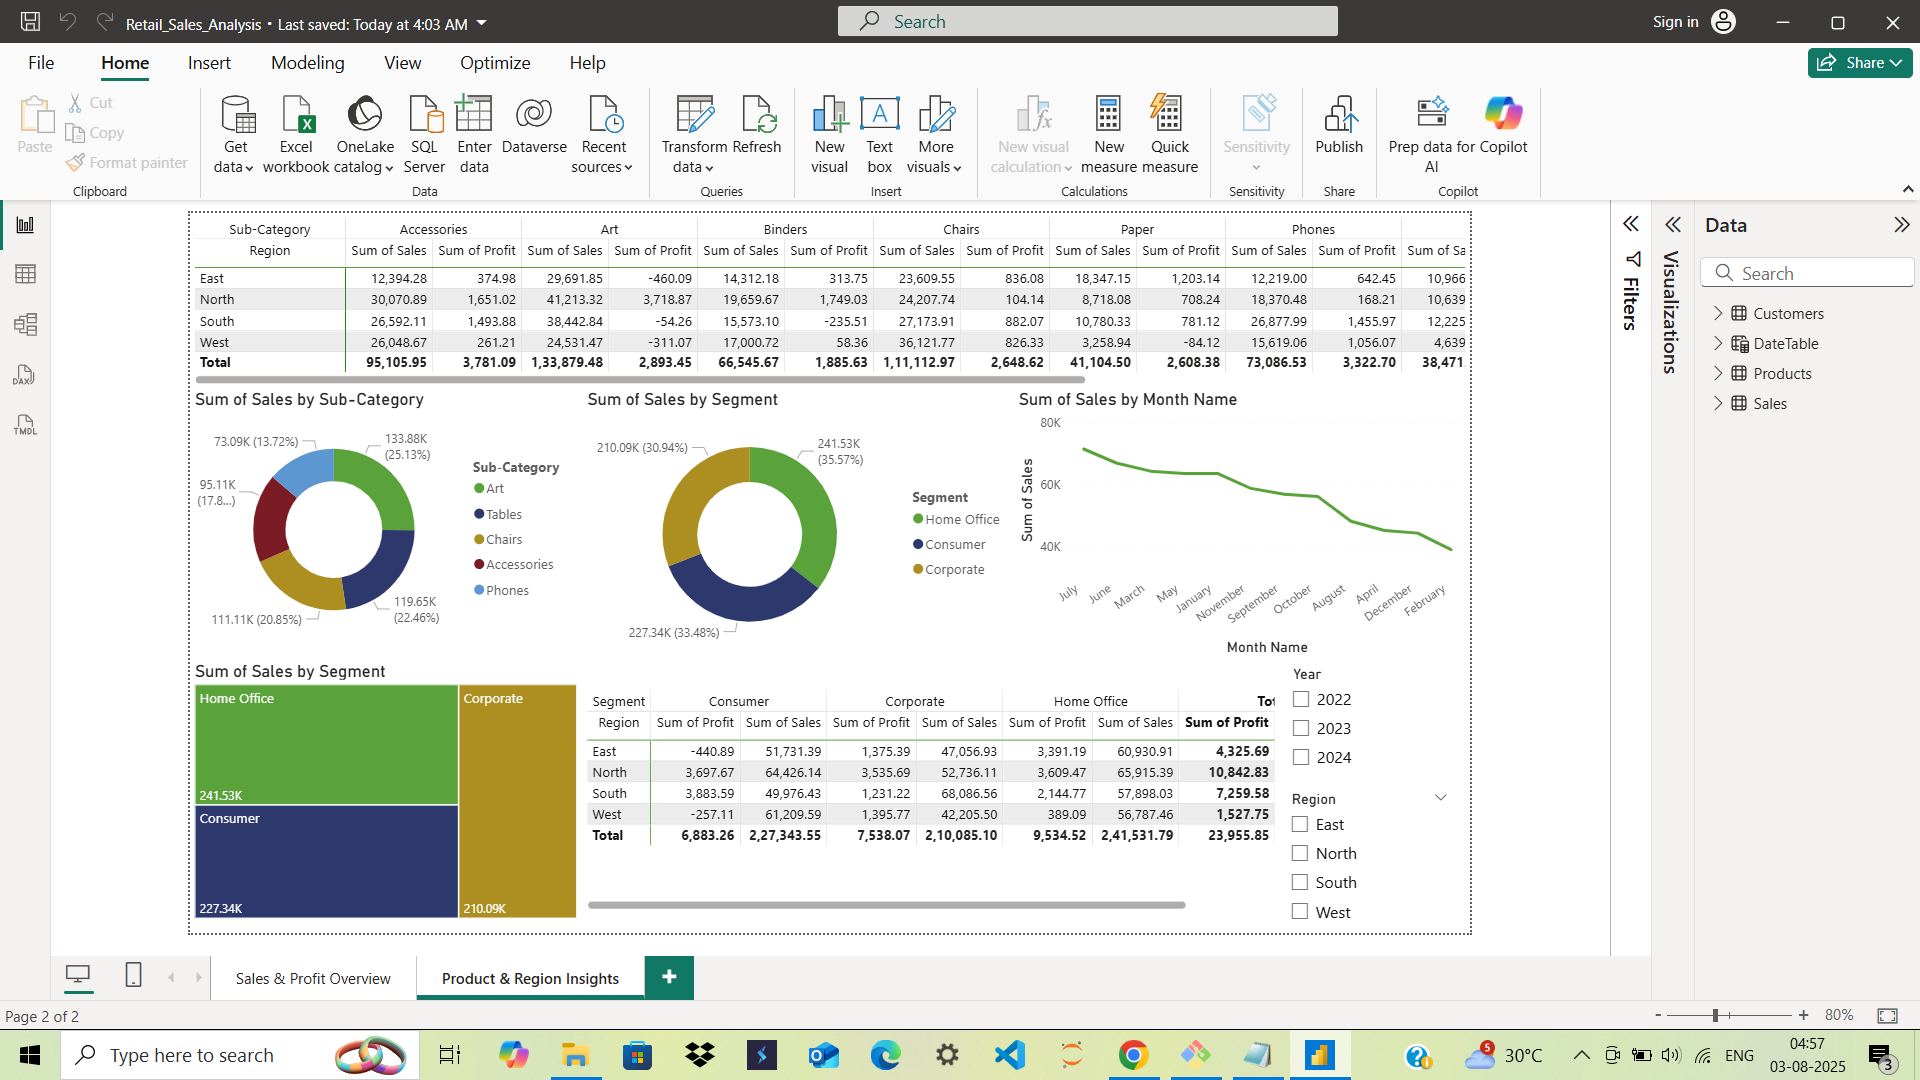 Retail_Sales_Analysis • Last saved: Today at 4:03 AM
Search
Sign in
File Home Insert Modeling View Optimize Help
Share
Paste
Cut
Copy
Format painter
Clipboard
Get data
Excel workbook
OneLake catalog
SQL Server
Enter data
Dataverse
Recent sources
Data
Transform data
Refresh
Queries
New visual
Text box
More visuals
Insert
New visual calculation
New measure
Quick measure
Calculations
Sensitivity
Sensitivity
Publish
Share
Prep data for AI
Copilot
Copilot
DAX
TMDL
Sub-Category Accessories Art Binders Chairs Paper Phones
Region Sum of Sales Sum of Profit Sum of Sales Sum of Profit Sum of Sales Sum of Profit Sum of Sales Sum of Profit Sum of Sales Sum of Profit Sum of Sales Sum of Profit Sum of Sa
East 12,394.28 374.98 29,691.85 -460.09 14,312.18 313.75 23,609.55 836.08 18,347.15 1,203.14 12,219.00 642.45 10,966
North 30,070.89 1,651.02 41,213.32 3,718.87 19,659.67 1,749.03 24,207.74 104.14 8,718.08 708.24 18,370.48 168.21 10,639
South 26,592.11 1,493.88 38,442.84 -54.26 15,573.10 -235.51 27,173.91 882.07 10,780.33 781.12 26,877.99 1,455.97 12,225
West 26,048.67 261.21 24,531.47 -311.07 17,000.72 58.36 36,121.77 826.33 3,258.94 -84.12 15,619.06 1,056.07 4,639
Total 95,105.95 3,781.09 1,33,879.48 2,893.45 66,545.67 1,885.63 1,11,112.97 2,648.62 41,104.50 2,608.38 73,086.53 3,322.70 38,471
Sum of Sales by Sub-Category
73.09K (13.72%)
133.88K
(25.13%)
95.11K
(17.8...)
119.65K
(22.46%)
111.11K (20.85%)
Sub-Category
Art
Tables
Chairs
Accessories
Phones
Sum of Sales by Segment
210.09K (30.94%)
241.53K
(35.57%)
227.34K (33.48%)
Segment
Home Office
Consumer
Corporate
Sum of Sales by Month Name
80K
60K
40K
Sum of Sales
July June March May January November September October August April December February
Month Name
Sum of Sales by Segment
Home Office
241.53K
Consumer
227.34K
Corporate
210.09K
Segment Consumer Corporate Home Office Tot
Region Sum of Profit Sum of Sales Sum of Profit Sum of Sales Sum of Profit Sum of Sales Sum of Profit
East -440.89 51,731.39 1,375.39 47,056.93 3,391.19 60,930.91 4,325.69
North 3,697.67 64,426.14 3,535.69 52,736.11 3,609.47 65,915.39 10,842.83
South 3,883.59 49,976.43 1,231.22 68,086.56 2,144.77 57,898.03 7,259.58
West -257.11 61,209.59 1,395.77 42,205.50 389.09 56,787.46 1,527.75
Total 6,883.26 2,27,343.55 7,538.07 2,10,085.10 9,534.52 2,41,531.79 23,955.85
Year
2022
2023
2024
Region
East
North
South
West
Filters
Visualizations
Data
Search
Customers
DateTable
Products
Sales
Sales & Profit Overview
Product & Region Insights
+
Page 2 of 2
- + 80%
Type here to search
5
30°C
ENG
04:57
03-08-2025
3